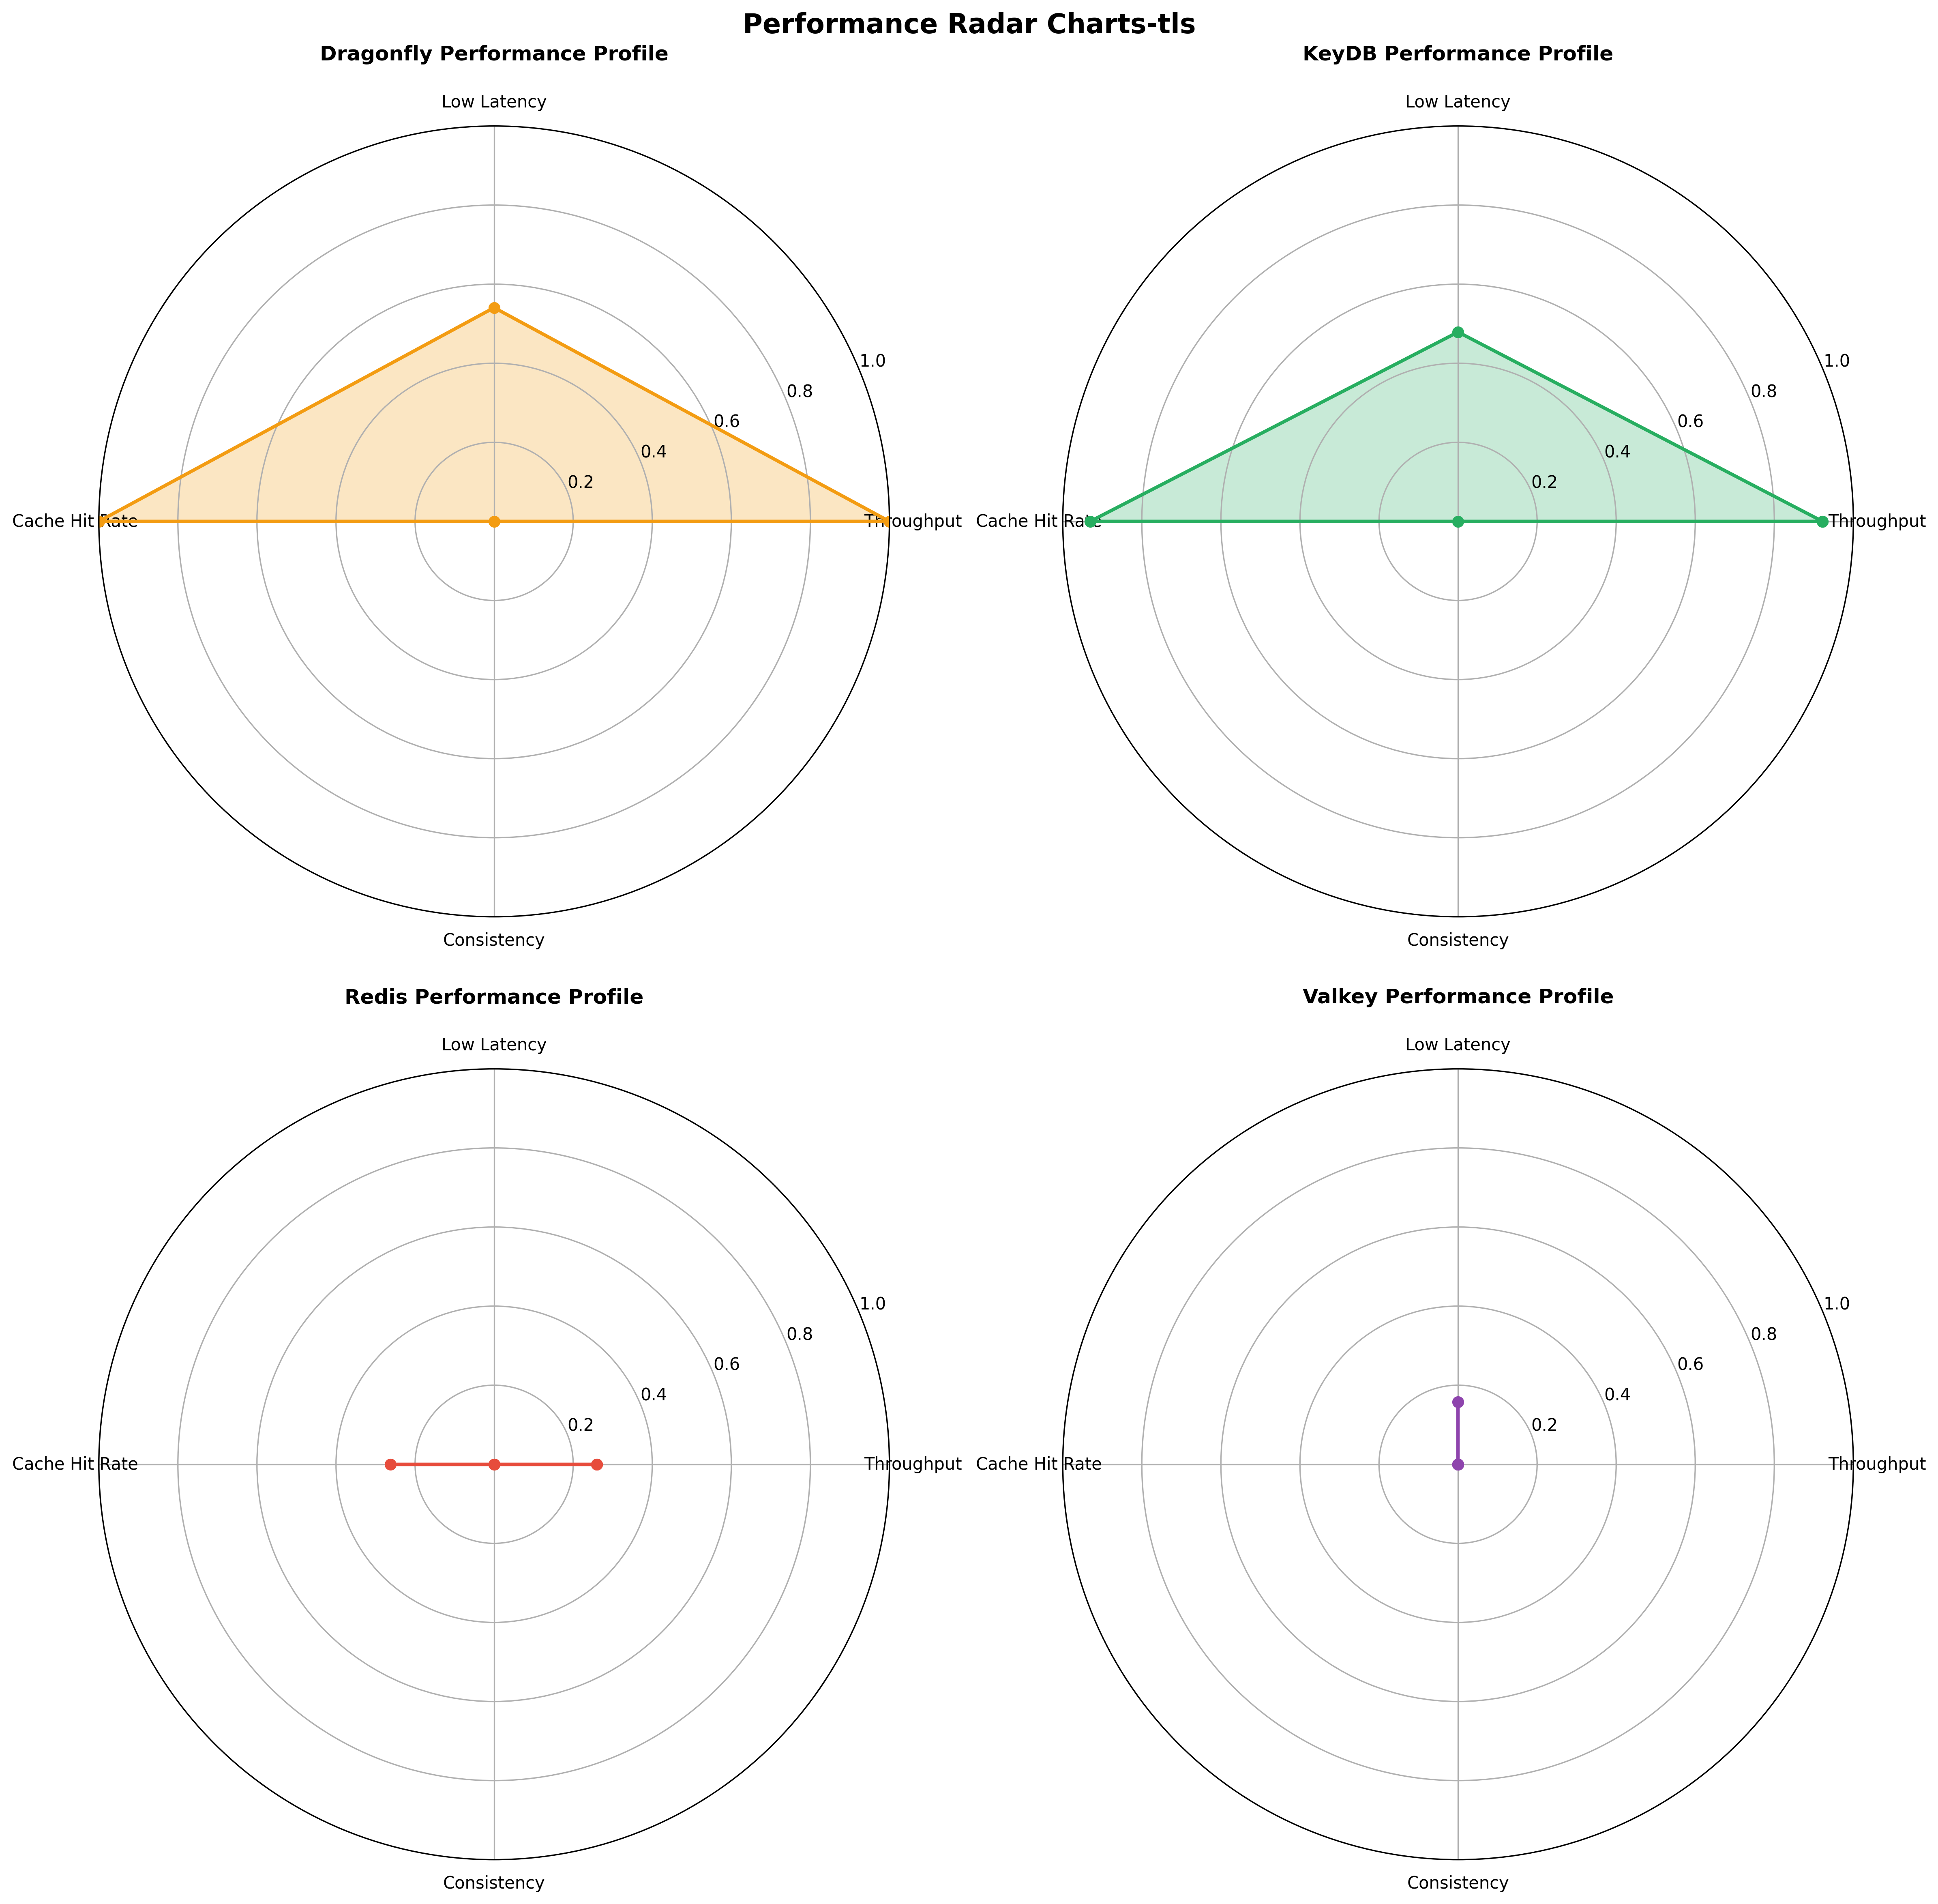 Performance Radar Charts-tls
Dragonfly Performance Profile
Low Latency
1.0
0.8
0.6
0.4
0.2
Cache Hit Rate
Throughput
Consistency
KeyDB Performance Profile
Low Latency
1.0
0.8
0.6
0.4
0.2
Cache Hit Rate
Throughput
Consistency
Redis Performance Profile
Low Latency
1.0
0.8
0.6
0.4
0.2
Cache Hit Rate
Throughput
Consistency
Valkey Performance Profile
Low Latency
1.0
0.8
0.6
0.4
0.2
Cache Hit Rate
Throughput
Consistency